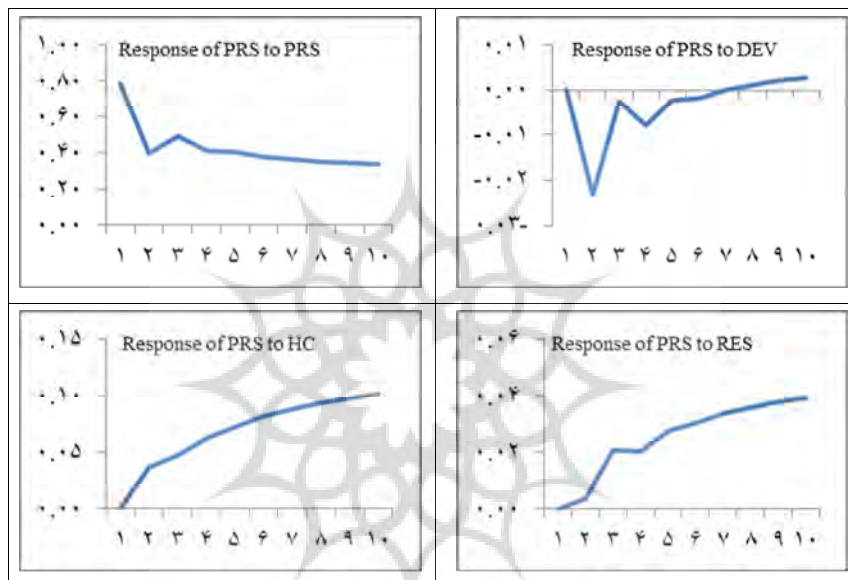 Response of PRS to PRS
۱.۰۰
۰.۸۰
۰.۶۰
۰.۴۰
۰.۲۰
۰.۰۰
۱ ۲ ۳ ۴ ۵ ۶ ۷ ۸ ۹ ۱۰
Response of PRS to DEV
۰.۰۱
۰.۰۰
-۰.۰۱
-۰.۰۲
۰.۰۳-
۱ ۲ ۳ ۴ ۵ ۶ ۷ ۸ ۹ ۱۰
Response of PRS to HC
۰.۱۵
۰.۱۰
۰.۰۵
۰.۰۰
۱ ۲ ۳ ۴ ۵ ۶ ۷ ۸ ۹ ۱۰
Response of PRS to RES
۰.۰۶
۰.۰۴
۰.۰۲
۰.۰۰
۱ ۲ ۳ ۴ ۵ ۶ ۷ ۸ ۹ ۱۰